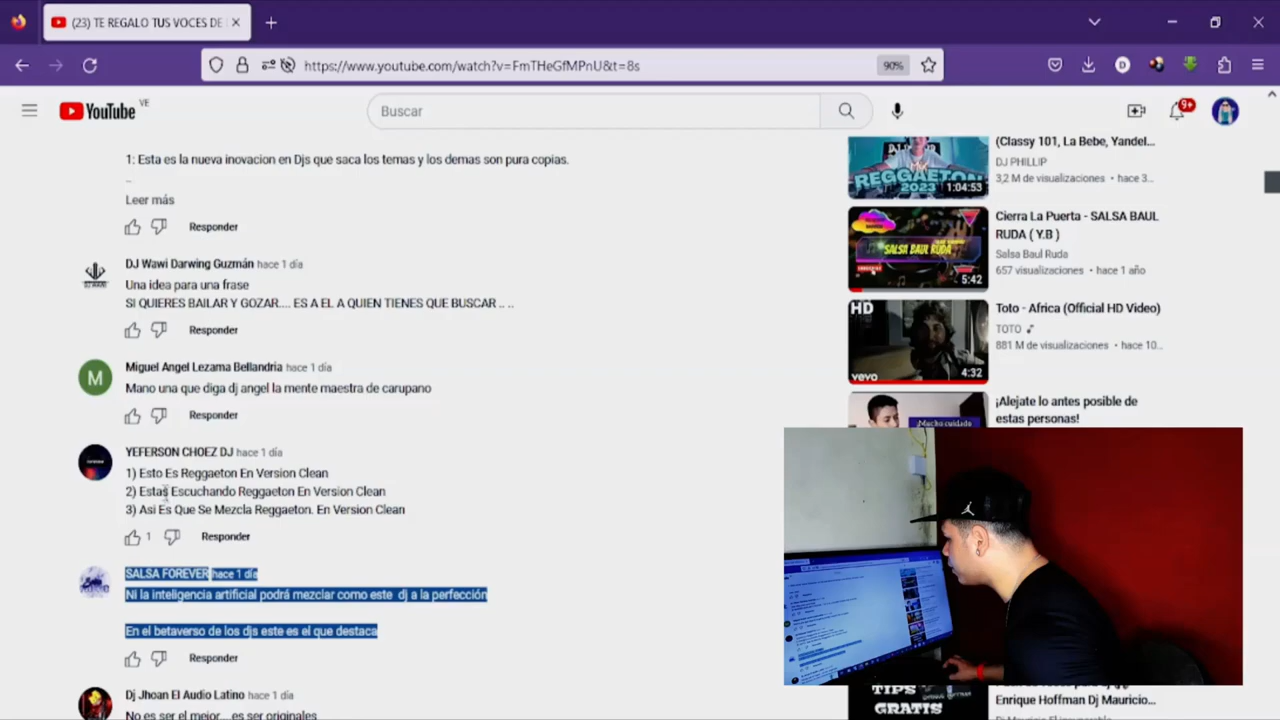 (23) TE REGALO TUS VOCES DE
https://www.youtube.com/watch?v=FmTHeGfMPnU&t=8s
90%
YouTube VE
Buscar
9+
1: Esta es la nueva inovacion en Djs que saca los temas y los demas son pura copias.
..
Leer más
Responder
DJ Wawi Darwing Guzmán hace 1 día
Una idea para una frase
SI QUIERES BAILAR Y GOZAR.... ES A EL A QUIEN TIENES QUE BUSCAR .. ..
Responder
M
Miguel Angel Lezama Bellandria hace 1 día
Mano una que diga dj angel la mente maestra de carupano
Responder
YEFERSON CHOEZ DJ hace 1 día
1) Esto Es Reggaeton En Version Clean
2) Estas Escuchando Reggaeton En Version Clean
3) Asi Es Que Se Mezcla Reggaeton. En Version Clean
1
Responder
SALSA FOREVER hace 1 día
Ni la inteligencia artificial podrá mezclar como este dj a la perfección
En el betaverso de los djs este es el que destaca
Responder
Dj Jhoan El Audio Latino hace 1 día
No es ser el mejor... es ser originales
REGGAETON
2023
1:04:53
(Classy 101, La Bebe, Yandel...
DJ PHILLIP
3,2 M de visualizaciones • hace 3...
SALSA BAUL RUDA
5:42
Cierra La Puerta - SALSA BAUL
RUDA ( Y.B )
Salsa Baul Ruda
657 visualizaciones • hace 1 año
HD
vevo
4:32
Toto - Africa (Official HD Video)
TOTO
881 M de visualizaciones • hace 10...
¡Mucho cuidado
¡Alejate lo antes posible de
estas personas!
TIPS
GRATIS
Enrique Hoffman Dj Mauricio...